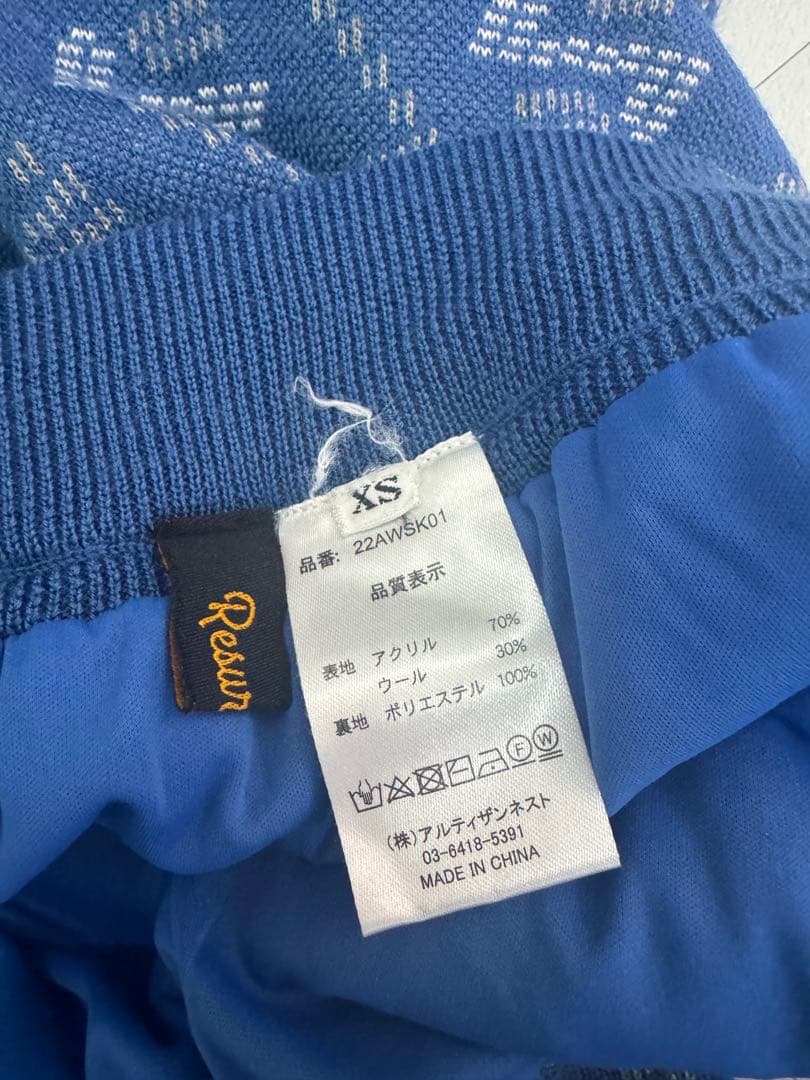 XS
品番: 22AWSK01
品質表示
表地 アクリル 70%
ウール 30%
裏地 ポリエステル 100%
F W
(株)アルティザンネスト
03-6418-5391
MADE IN CHINA
Resur